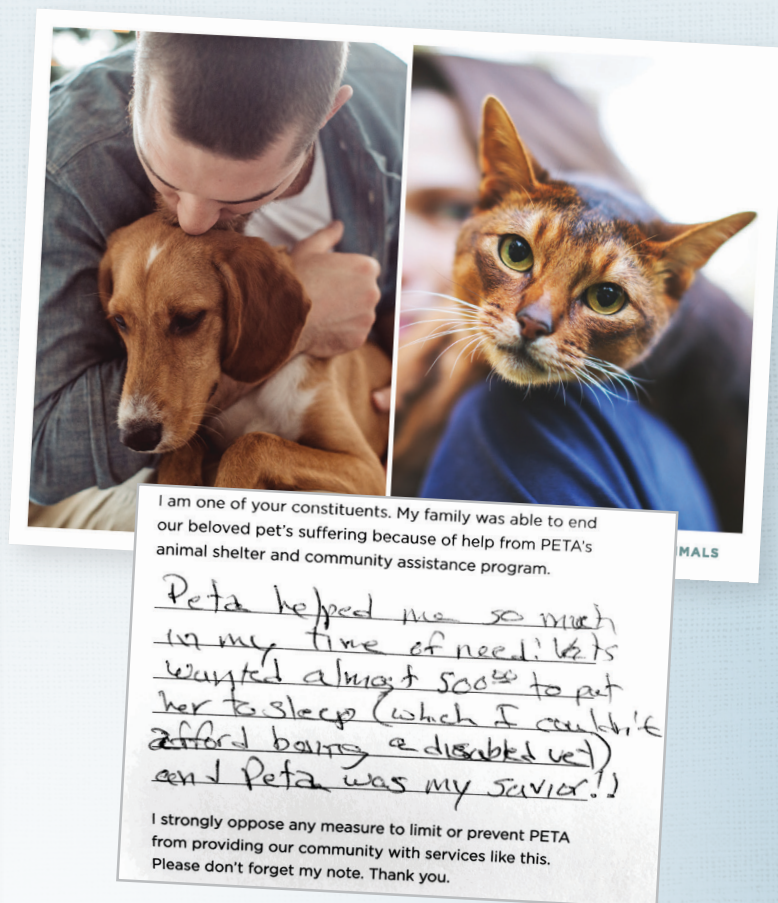 MALS
I am one of your constituents. My family was able to end
our beloved pet's suffering because of help from PETA's
animal shelter and community assistance program.
Peta helped me so much
in my time of need! Vets
wanted almost 500⁰⁰ to put
her to sleep (which I couldn't
afford being a disabled vet)
and Peta was my savior!!
I strongly oppose any measure to limit or prevent PETA
from providing our community with services like this.
Please don't forget my note. Thank you.